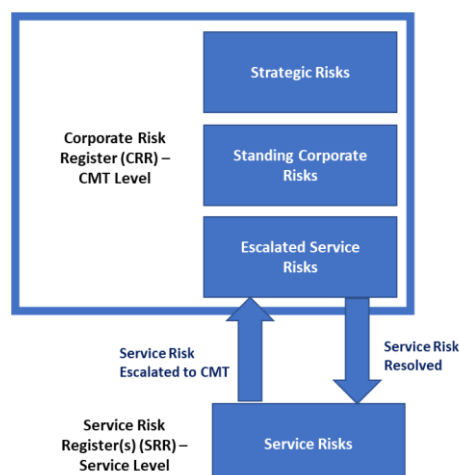 Strategic Risks
Corporate Risk
Register (CRR) –
CMT Level
Standing Corporate
Risks
Escalated Service
Risks
Service Risk
Escalated to CMT
Service Risk
Resolved
Service Risk
Register(s) (SRR) –
Service Level
Service Risks